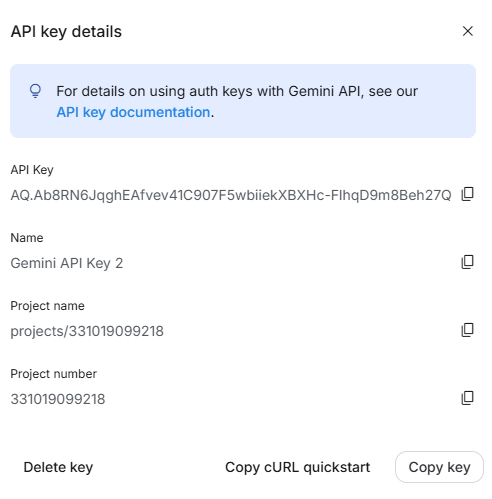 API key details
For details on using auth keys with Gemini API, see our
API key documentation.
API Key
AQ.Ab8RN6JqghEAfvev41C907F5wbiiekXBXHc-FlhqD9m8Beh27Q
Name
Gemini API Key 2
Project name
projects/331019099218
Project number
331019099218
Delete key
Copy cURL quickstart
Copy key